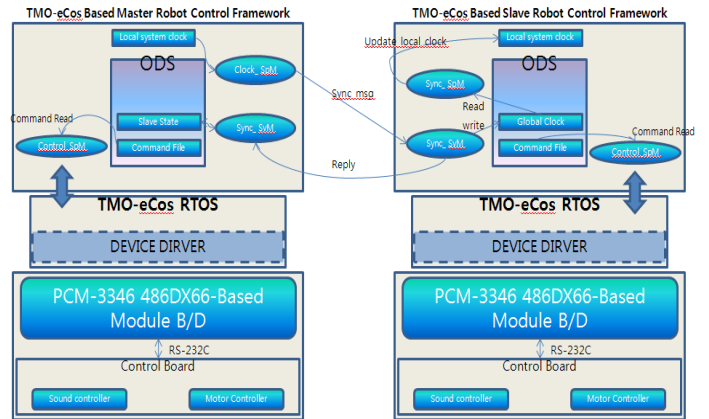 TMO-eCos Based Master Robot Control Framework
Local system clock
ODS
Clock_SpM
Slave State
Sync_SvM
Command File
Command Read
Control_SpM
TMO-eCos RTOS
DEVICE DIRVER
PCM-3346 486DX66-Based
Module B/D
RS-232C
Control Board
Sound controller
Motor Controller
Sync msg
Reply
TMO-eCos Based Slave Robot Control Framework
Update local clock
Local system clock
ODS
Sync_SpM
Read
write
Global Clock
Sync_SvM
Command File
Command Read
Control_SpM
TMO-eCos RTOS
DEVICE DIRVER
PCM-3346 486DX66-Based
Module B/D
RS-232C
Control Board
Sound controller
Motor Controller